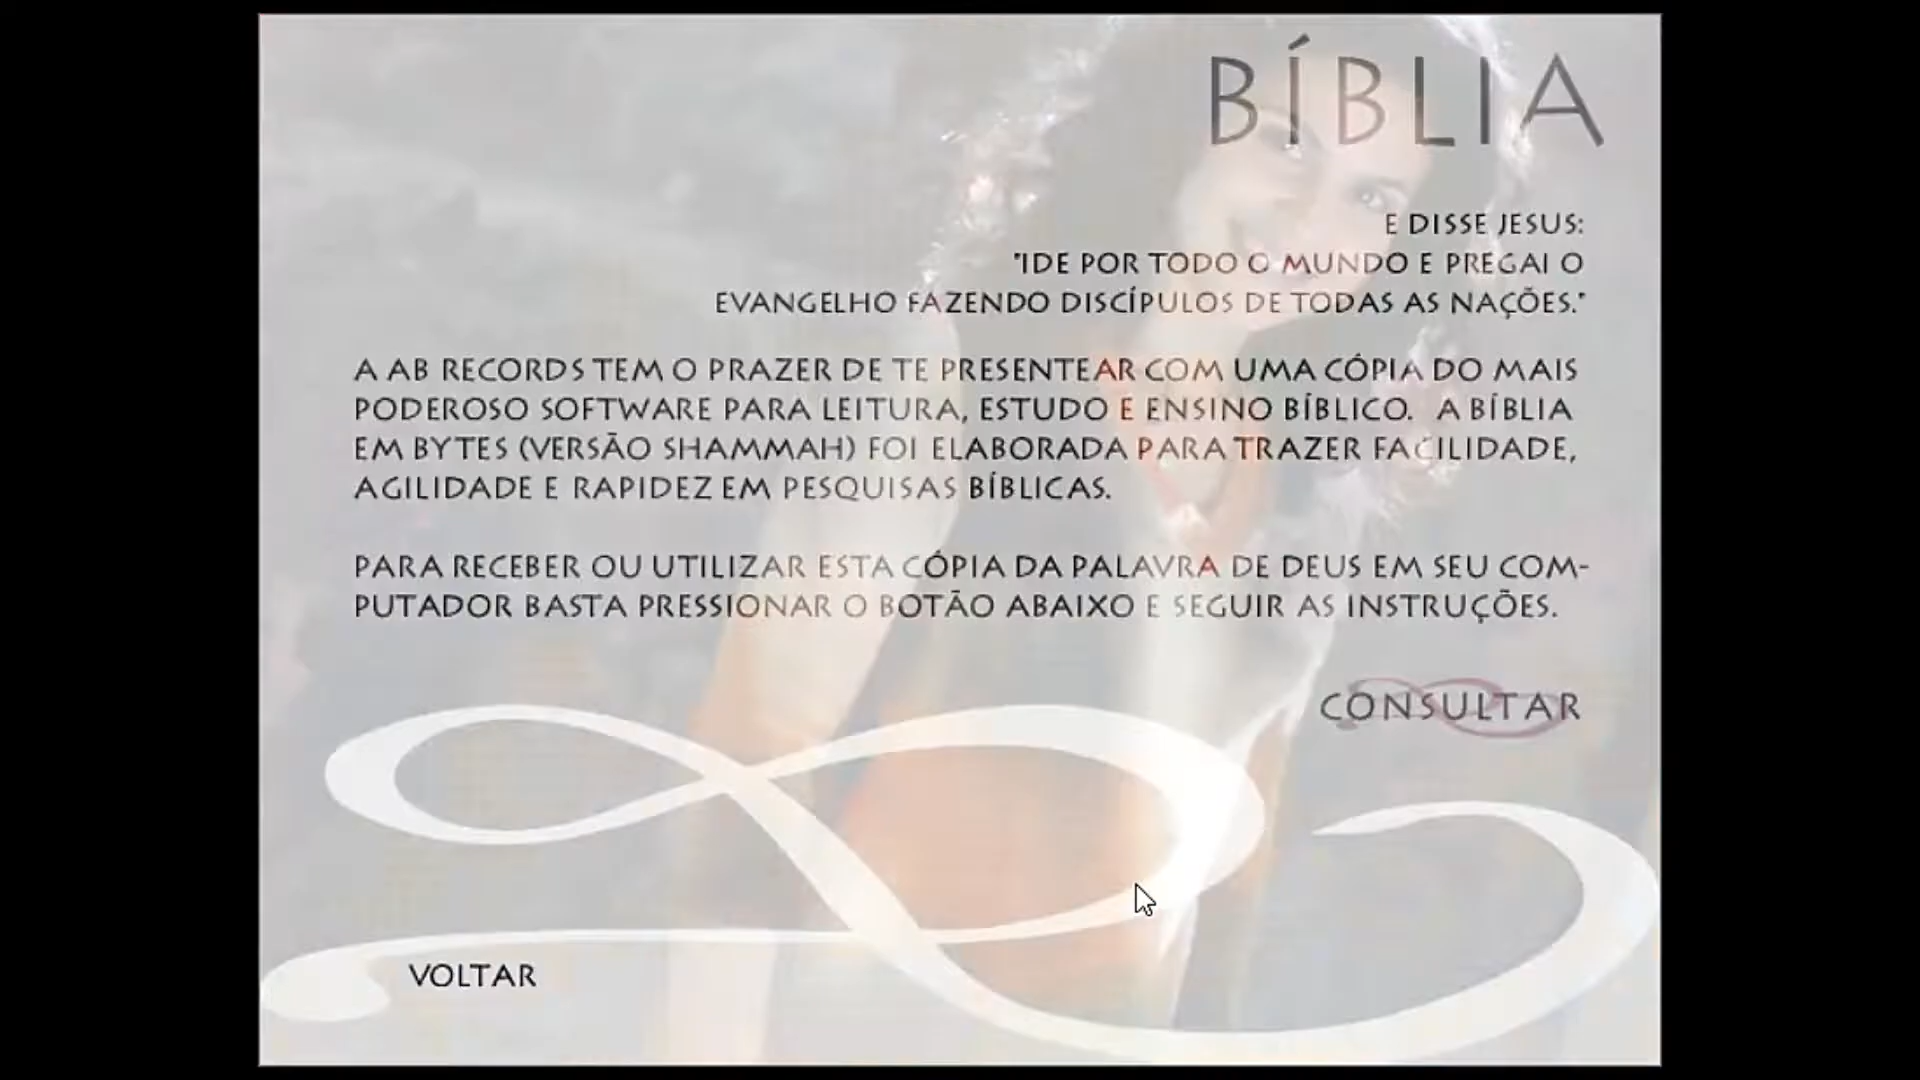 BÍBLIA
E DISSE JESUS:
"IDE POR TODO O MUNDO E PREGAI O
EVANGELHO FAZENDO DISCÍPULOS DE TODAS AS NAÇÕES."
A AB RECORDS TEM O PRAZER DE TE PRESENTEAR COM UMA CÓPIA DO MAIS
PODEROSO SOFTWARE PARA LEITURA, ESTUDO E ENSINO BÍBLICO. A BÍBLIA
EM BYTES (VERSÃO SHAMMAH) FOI ELABORADA PARA TRAZER FACILIDADE,
AGILIDADE E RAPIDEZ EM PESQUISAS BÍBLICAS.
PARA RECEBER OU UTILIZAR ESTA CÓPIA DA PALAVRA DE DEUS EM SEU COM-
PUTADOR BASTA PRESSIONAR O BOTÃO ABAIXO E SEGUIR AS INSTRUÇÕES.
CONSULTAR
VOLTAR